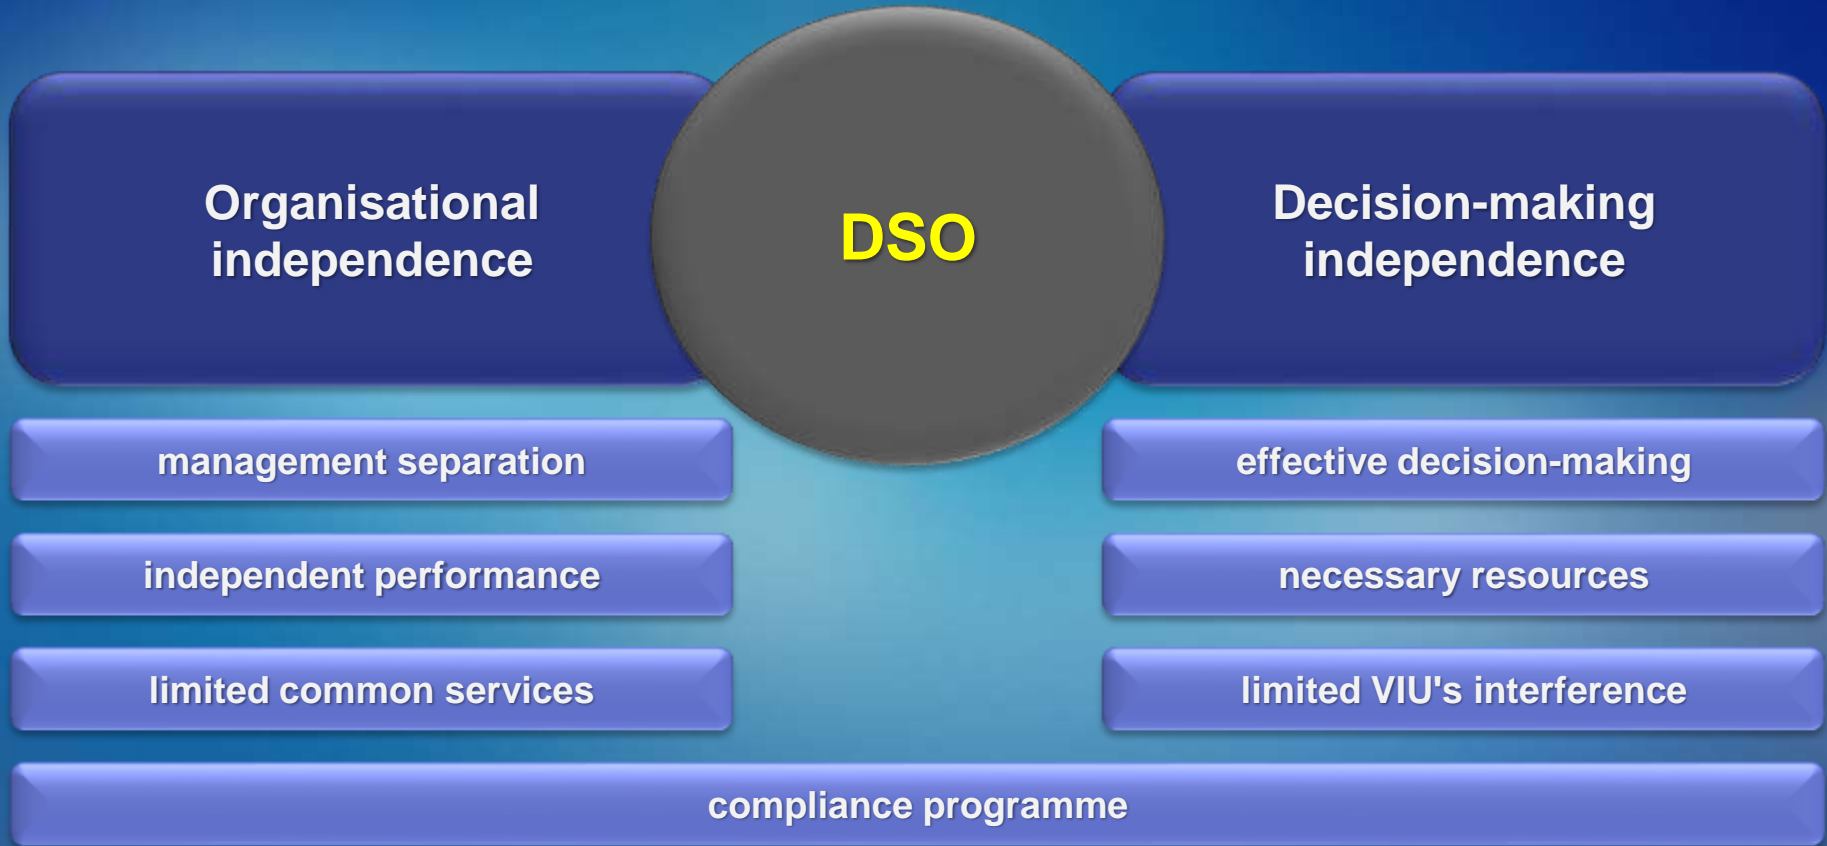 Organisational
independence
DSO
Decision-making
independence
management separation
effective decision-making
independent performance
necessary resources
limited common services
limited VIU's interference
compliance programme